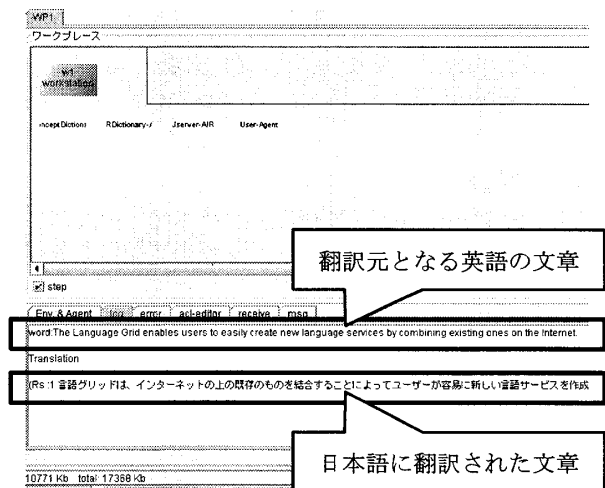 WP1
ワークプレース
w1
workstation
ncept Dictiona RDictionary-J Jserver-AIR User-Agent
翻訳元となる英語の文章
step
Env. & Agent log error acl-editor receive msg
word:The Language Grid enables users to easily create new language services by combining existing ones on the Internet.
Translation
(Rs :1 言語グリッドは、インターネットの上の既存のものを結合することによってユーザーが容易に新しい言語サービスを作成
日本語に翻訳された文章
10771 Kb total: 17368 Kb